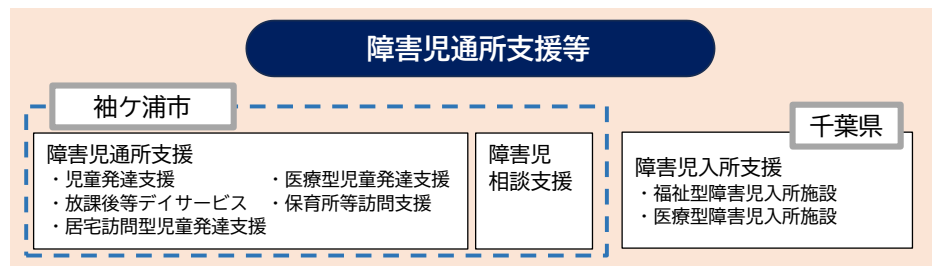 障害児通所支援等
袖ケ浦市
障害児通所支援
・児童発達支援 ・医療型児童発達支援
・放課後等デイサービス ・保育所等訪問支援
・居宅訪問型児童発達支援
障害児
相談支援
千葉県
障害児入所支援
・福祉型障害児入所施設
・医療型障害児入所施設